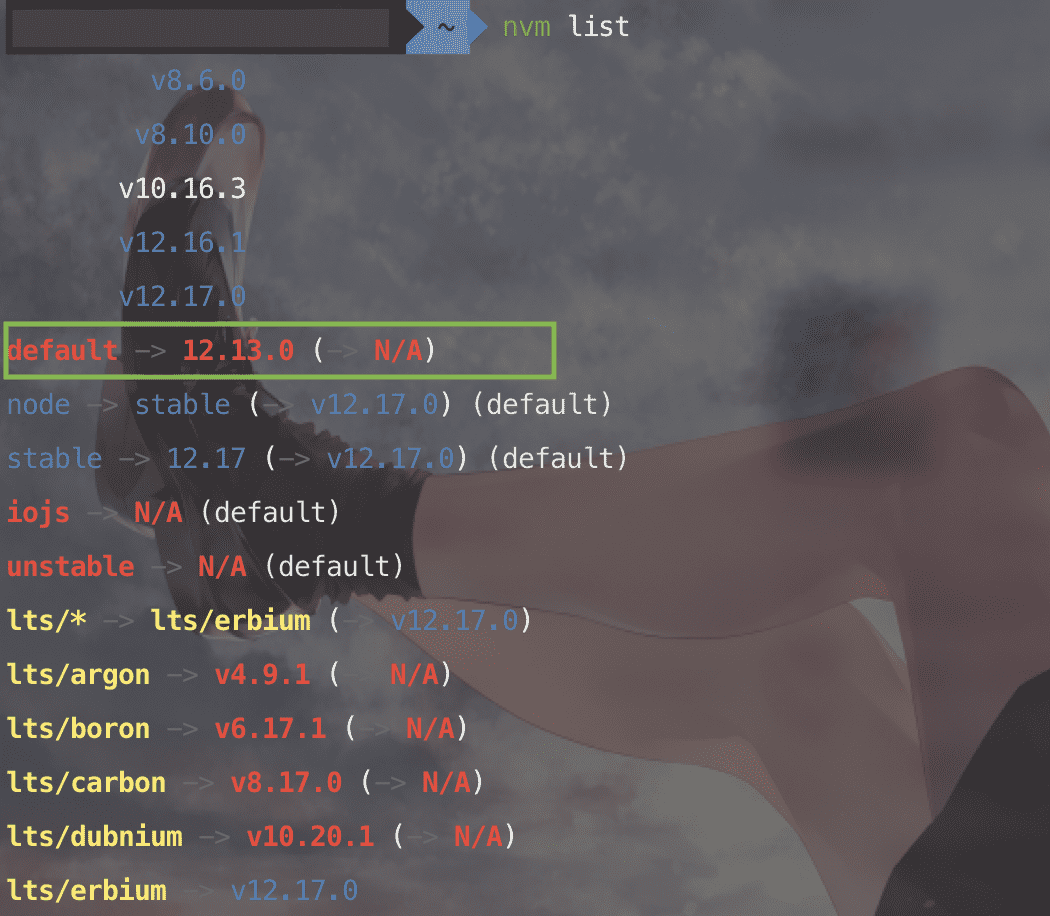 ~ nvm list
v8.6.0
v8.10.0
v10.16.3
v12.16.1
v12.17.0
default -> 12.13.0 (-> N/A)
node -> stable (-> v12.17.0) (default)
stable -> 12.17 (-> v12.17.0) (default)
iojs -> N/A (default)
unstable -> N/A (default)
lts/* -> lts/erbium (-> v12.17.0)
lts/argon -> v4.9.1 (-> N/A)
lts/boron -> v6.17.1 (-> N/A)
lts/carbon -> v8.17.0 (-> N/A)
lts/dubnium -> v10.20.1 (-> N/A)
lts/erbium -> v12.17.0